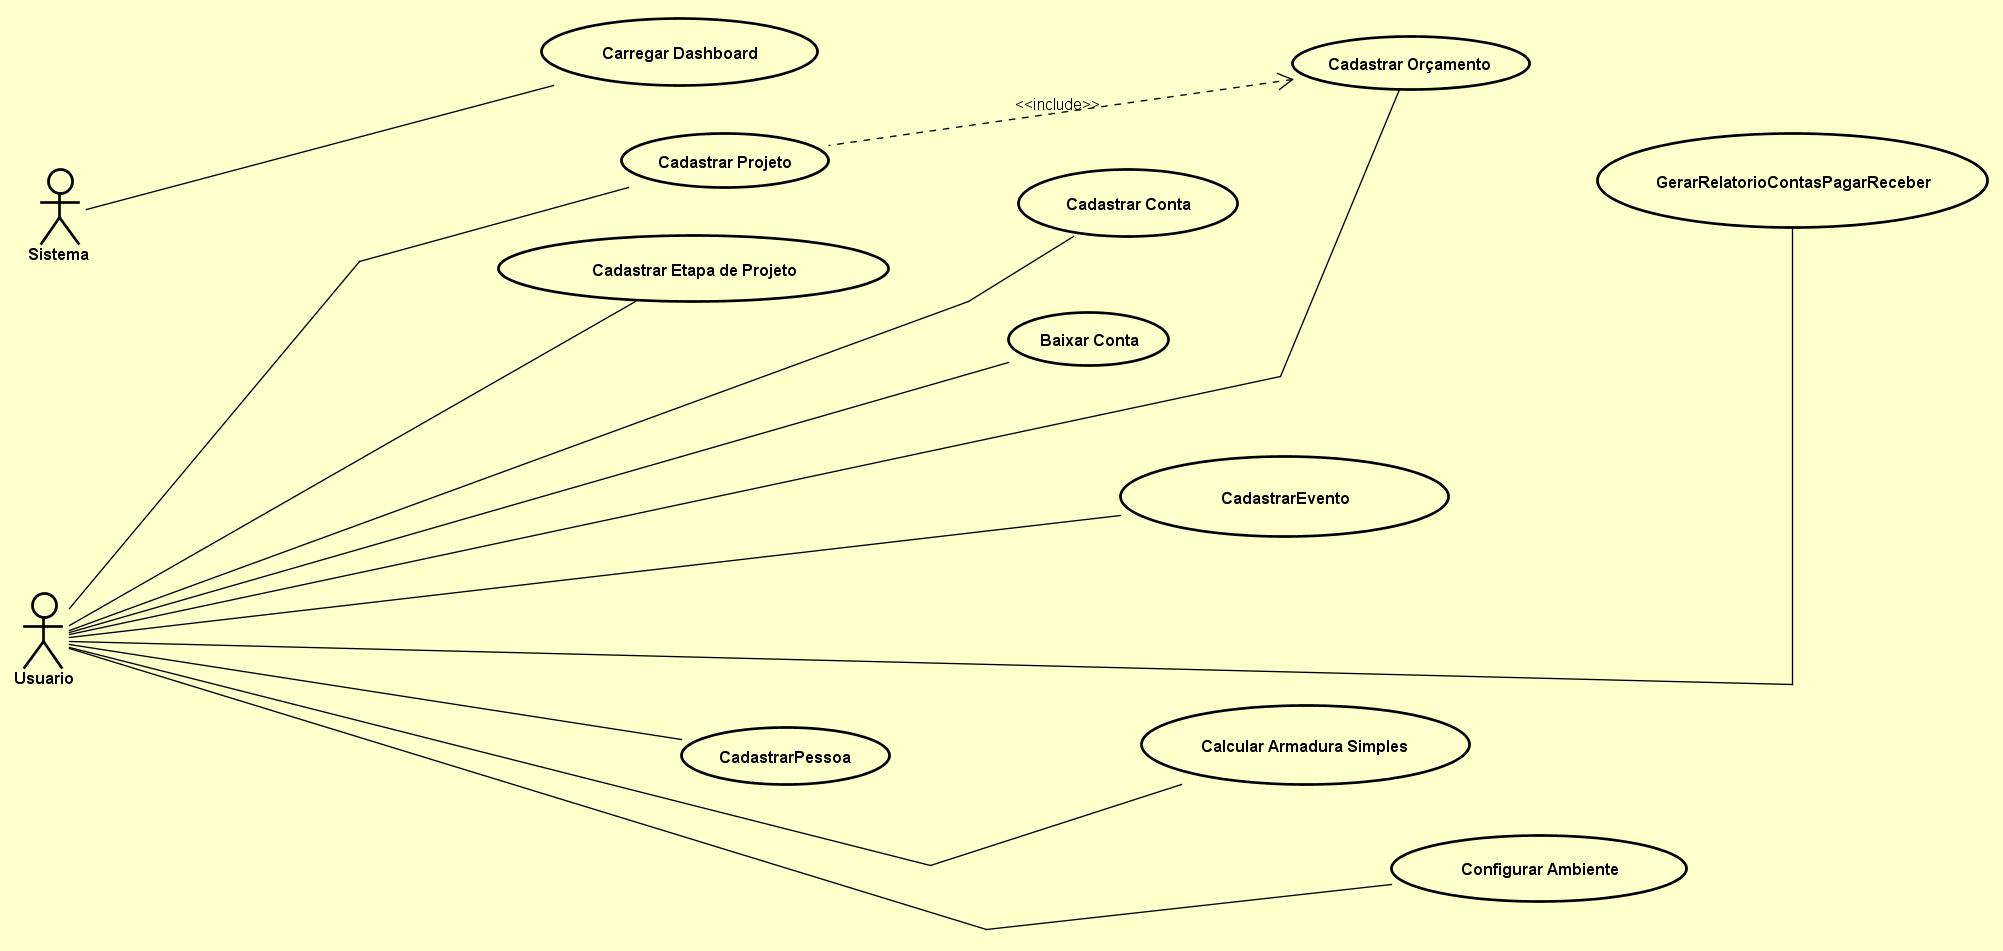 Carregar Dashboard
Cadastrar Orçamento
<<include>>
Cadastrar Projeto
GerarRelatorioContasPagarReceber
Cadastrar Conta
Sistema
Cadastrar Etapa de Projeto
Baixar Conta
CadastrarEvento
Usuario
Calcular Armadura Simples
CadastrarPessoa
Configurar Ambiente